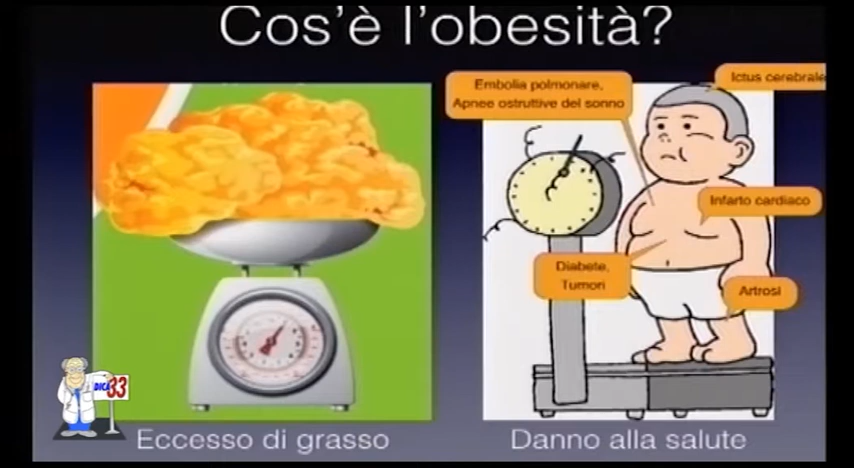 Cos'è l'obesità?
Embolia polmonare,
Apnee ostruttive del sonno
Ictus cerebrale
Infarto cardiaco
Diabete,
Tumori
Artrosi
DICA 33
Eccesso di grasso
Danno alla salute